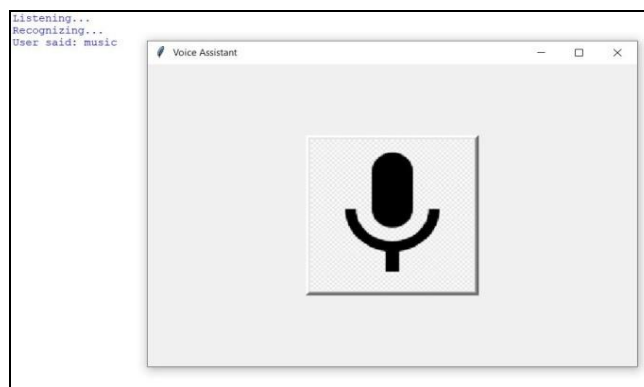 Listening...
Recognizing...
User said: music
Voice Assistant